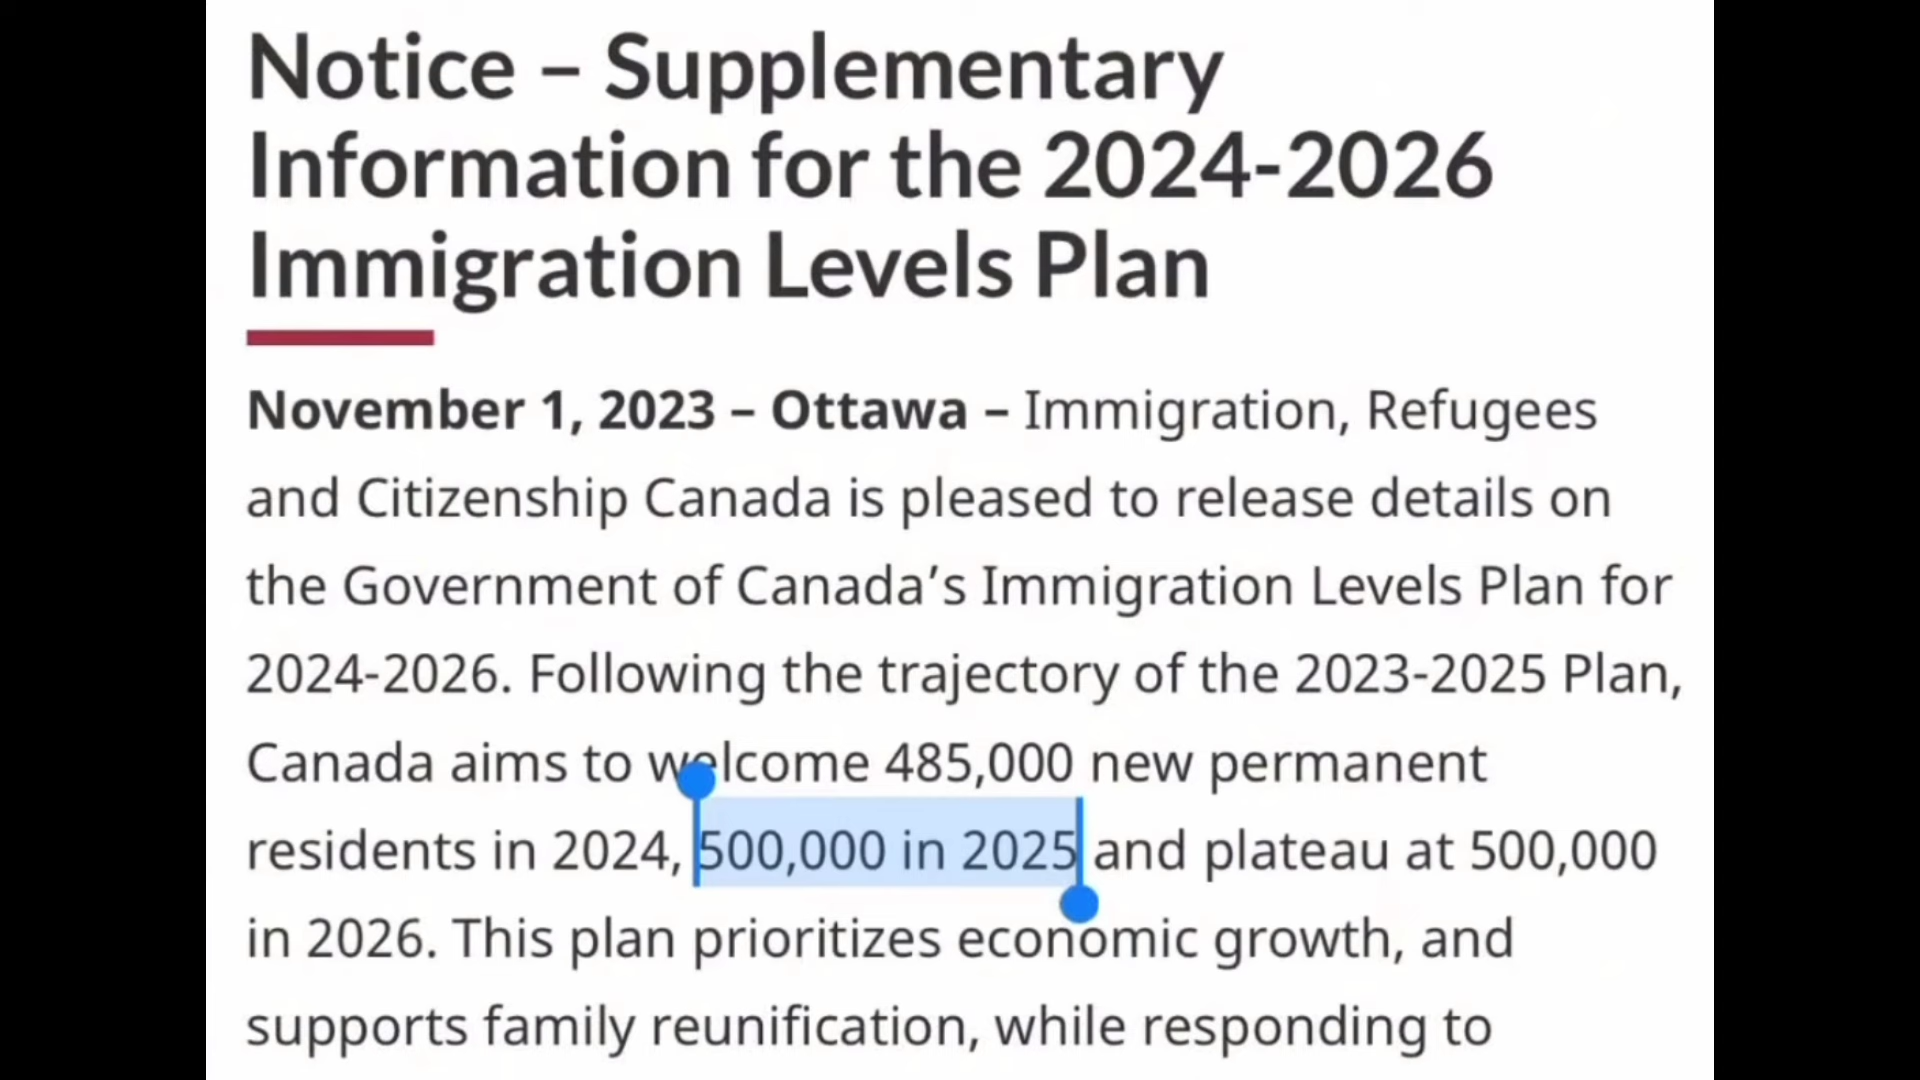 Notice – Supplementary
Information for the 2024-2026
Immigration Levels Plan
November 1, 2023 – Ottawa – Immigration, Refugees
and Citizenship Canada is pleased to release details on
the Government of Canada’s Immigration Levels Plan for
2024-2026. Following the trajectory of the 2023-2025 Plan,
Canada aims to welcome 485,000 new permanent
residents in 2024, 500,000 in 2025 and plateau at 500,000
in 2026. This plan prioritizes economic growth, and
supports family reunification, while responding to